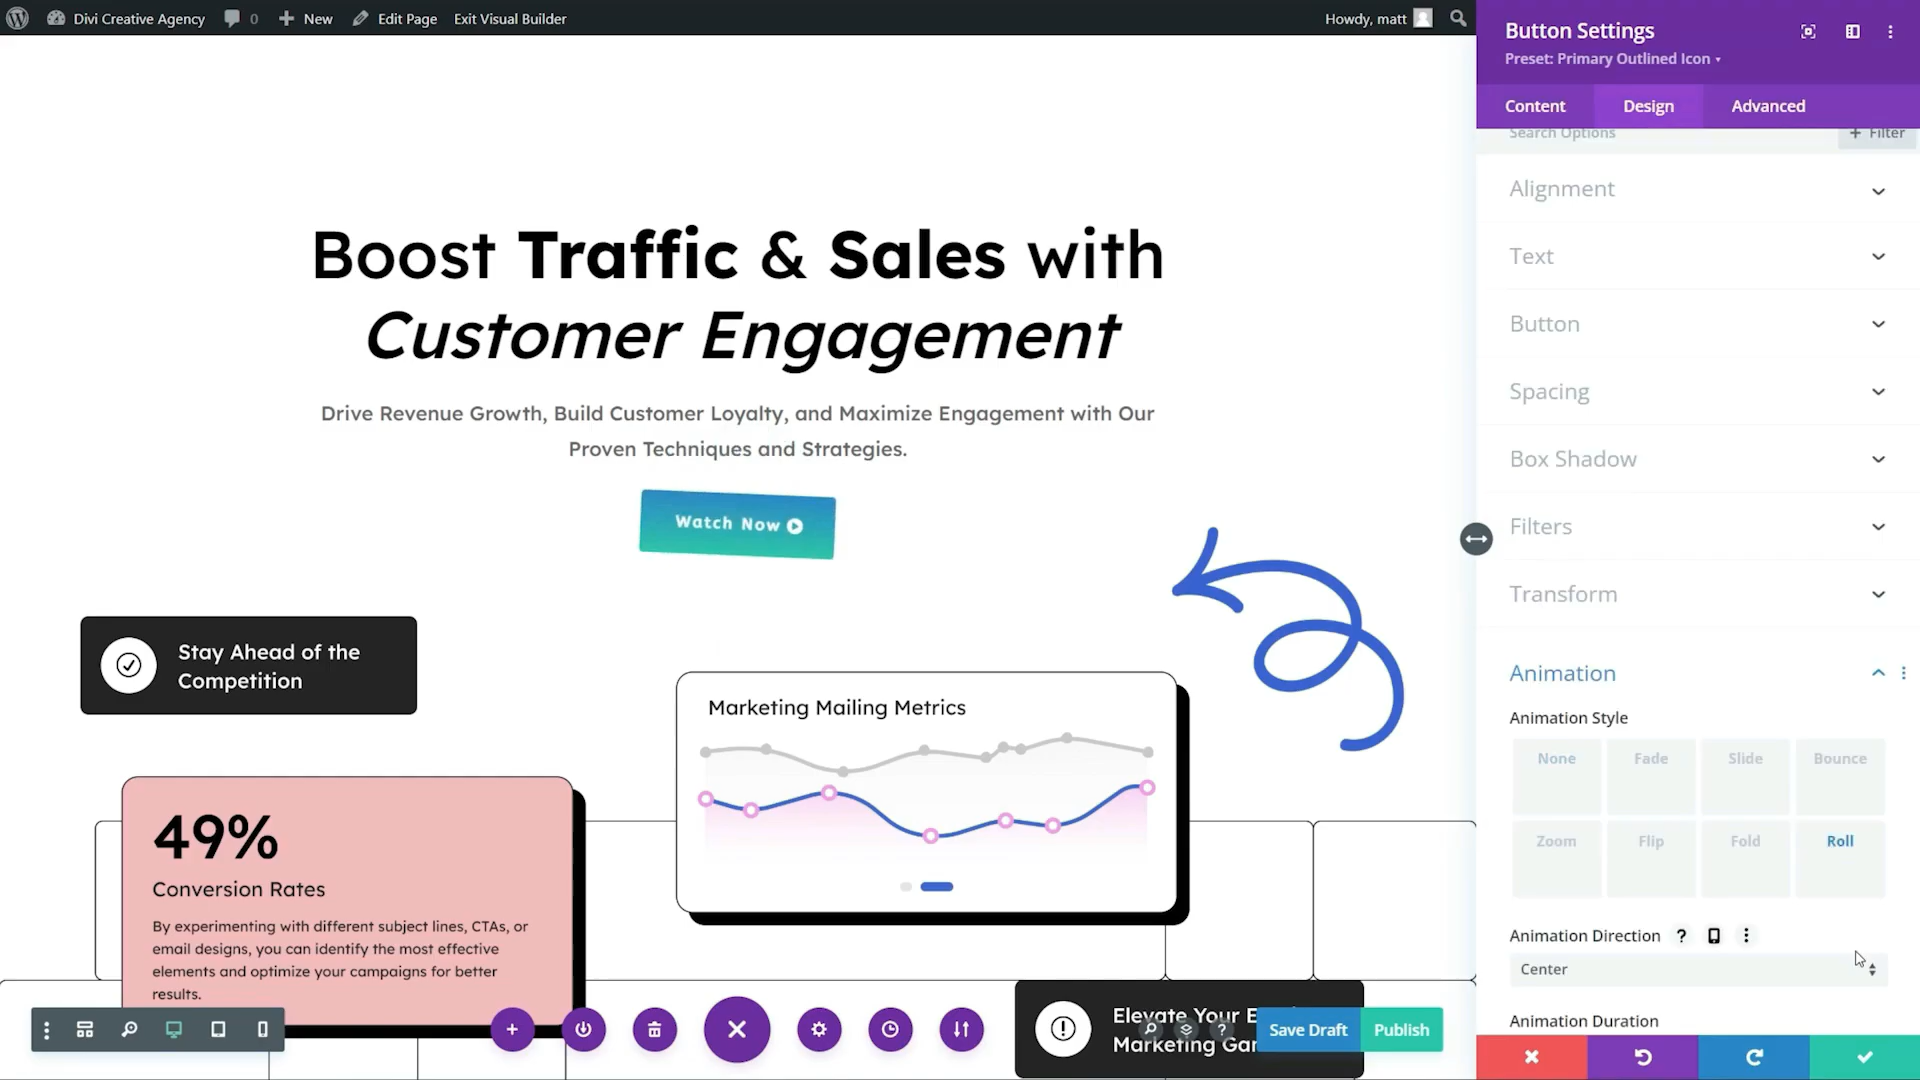 Divi Creative Agency 0 New Edit Page Exit Visual Builder Howdy, matt
Boost Traffic & Sales with
Customer Engagement
Drive Revenue Growth, Build Customer Loyalty, and Maximize Engagement with Our
Proven Techniques and Strategies.
Watch Now
Stay Ahead of the
Competition
Marketing Mailing Metrics
49%
Conversion Rates
By experimenting with different subject lines, CTAs, or
email designs, you can identify the most effective
elements and optimize your campaigns for better
results.
Elevate Your E
Marketing Ga
?
Save Draft
Publish
Button Settings
Preset: Primary Outlined Icon
Content Design Advanced
Search Options + Filter
Alignment
Text
Button
Spacing
Box Shadow
Filters
Transform
Animation
Animation Style
None Fade Slide Bounce
Zoom Flip Fold Roll
Animation Direction ?
Center
Animation Duration